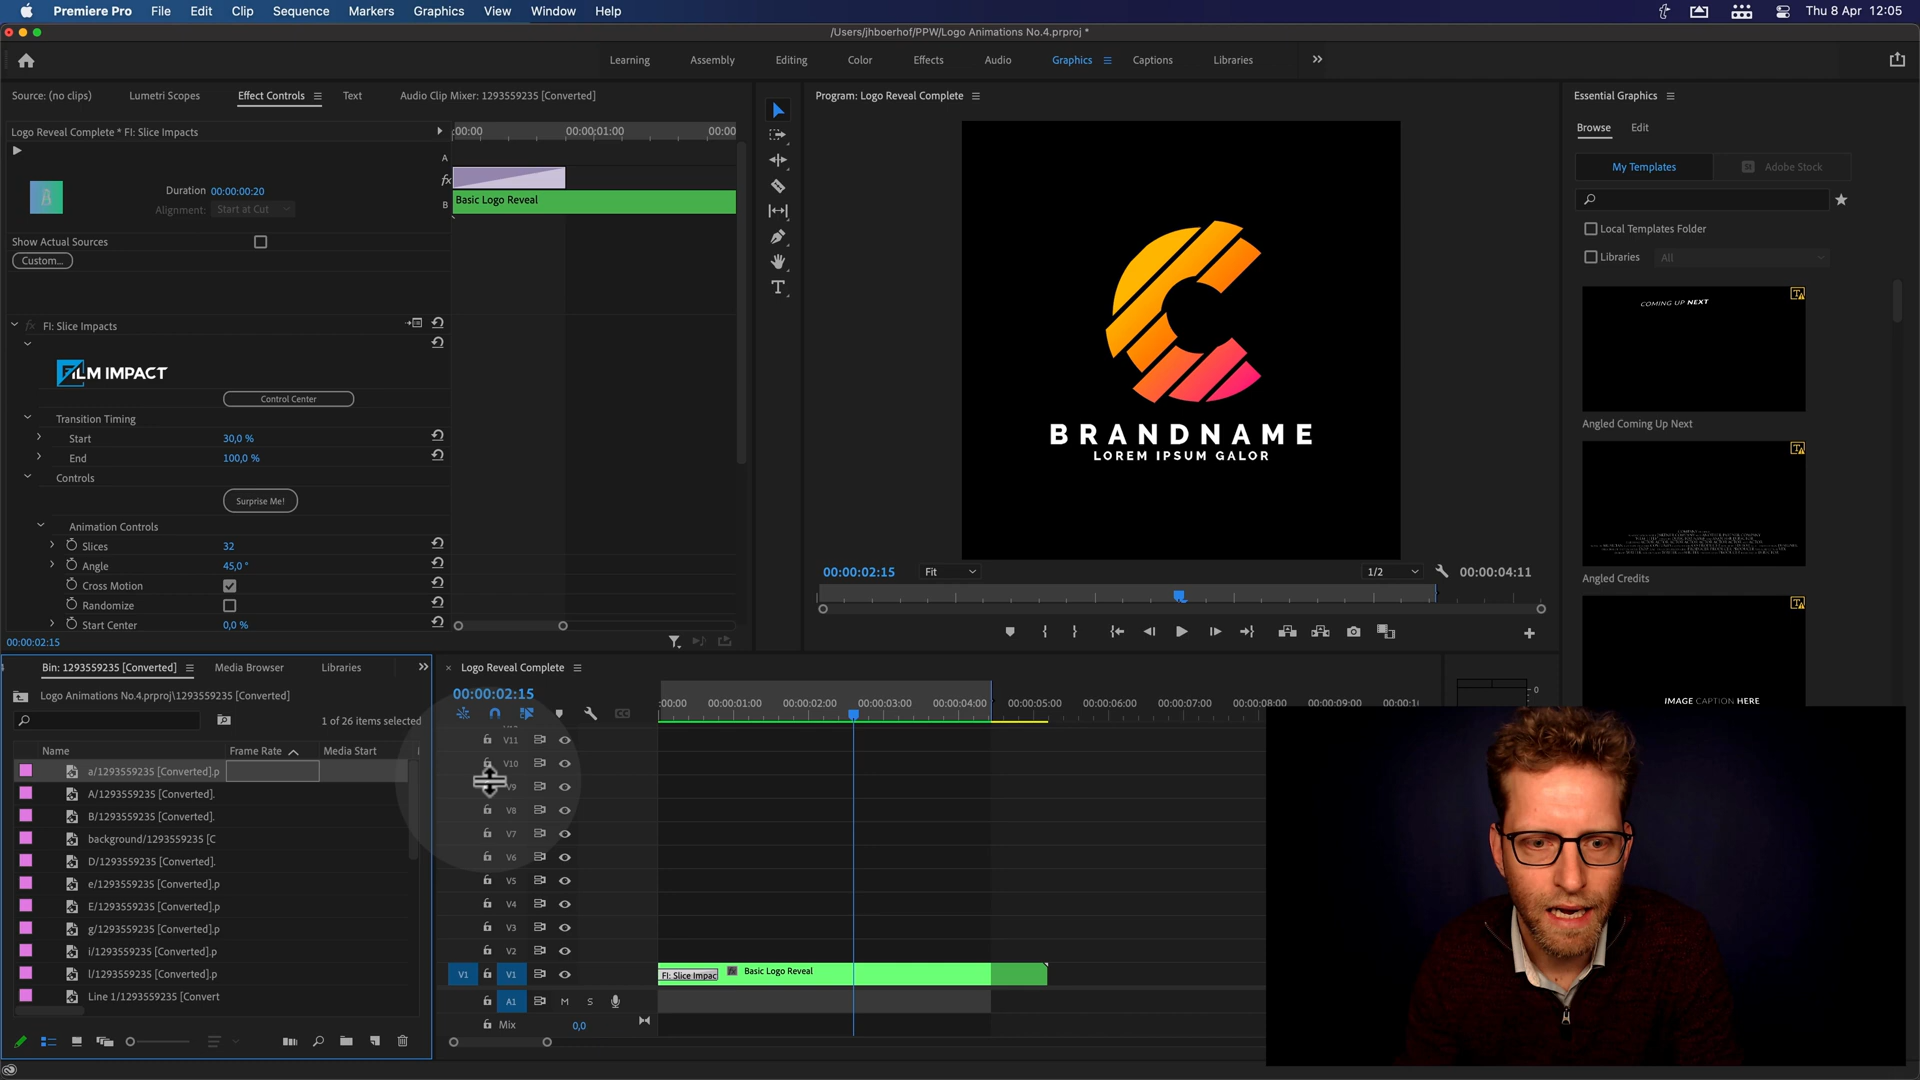 Premiere Pro File Edit Clip Sequence Markers Graphics View Window Help
Thu 8 Apr 12:05
/Users/jhboerhof/PPW/Logo Animations No.4.prproj *
Learning Assembly Editing Color Effects Audio Graphics Captions Libraries
Source: (no clips) Lumetri Scopes Effect Controls Text Audio Clip Mixer: 1293559235 [Converted]
Logo Reveal Complete * FI: Slice Impacts
:00:00 00:00:01:00 00:00
A
Duration 00:00:00:20
Alignment: Start at Cut
fx
B
Basic Logo Reveal
Show Actual Sources
Custom...
FI: Slice Impacts
FILM IMPACT
Control Center
Transition Timing
Start 30,0 %
End 100,0 %
Controls
Surprise Me!
Animation Controls
Slices 32
Angle 45,0 °
Cross Motion
Randomize
Start Center 0,0 %
00:00:02:15
Program: Logo Reveal Complete
BRANDNAME
LOREM IPSUM GALOR
00:00:02:15 Fit 1/2 00:00:04:11
Essential Graphics
Browse Edit
My Templates Adobe Stock
Local Templates Folder
Libraries All
COMING UP NEXT
Angled Coming Up Next
Angled Credits
IMAGE CAPTION HERE
Bin: 1293559235 [Converted] Media Browser Libraries
Logo Animations No.4.prproj\1293559235 [Converted]
1 of 26 items selected
Name Frame Rate Media Start
a/1293559235 [Converted].p
A/1293559235 [Converted].
B/1293559235 [Converted].
background/1293559235 [C
D/1293559235 [Converted].
e/1293559235 [Converted].p
E/1293559235 [Converted].p
g/1293559235 [Converted].p
i/1293559235 [Converted].p
l/1293559235 [Converted].p
Line 1/1293559235 [Convert
Logo Reveal Complete
00:00:02:15
:00:00 00:00:01:00 00:00:02:00 00:00:03:00 00:00:04:00 00:00:05:00 00:00:06:00 00:00:07:00 00:00:08:00 00:00:09:00 00:00:1
0
V11
V10
V9
V8
V7
V6
V5
V4
V3
V2
V1 V1 FI: Slice Impac Basic Logo Reveal
A1 M S
Mix 0,0